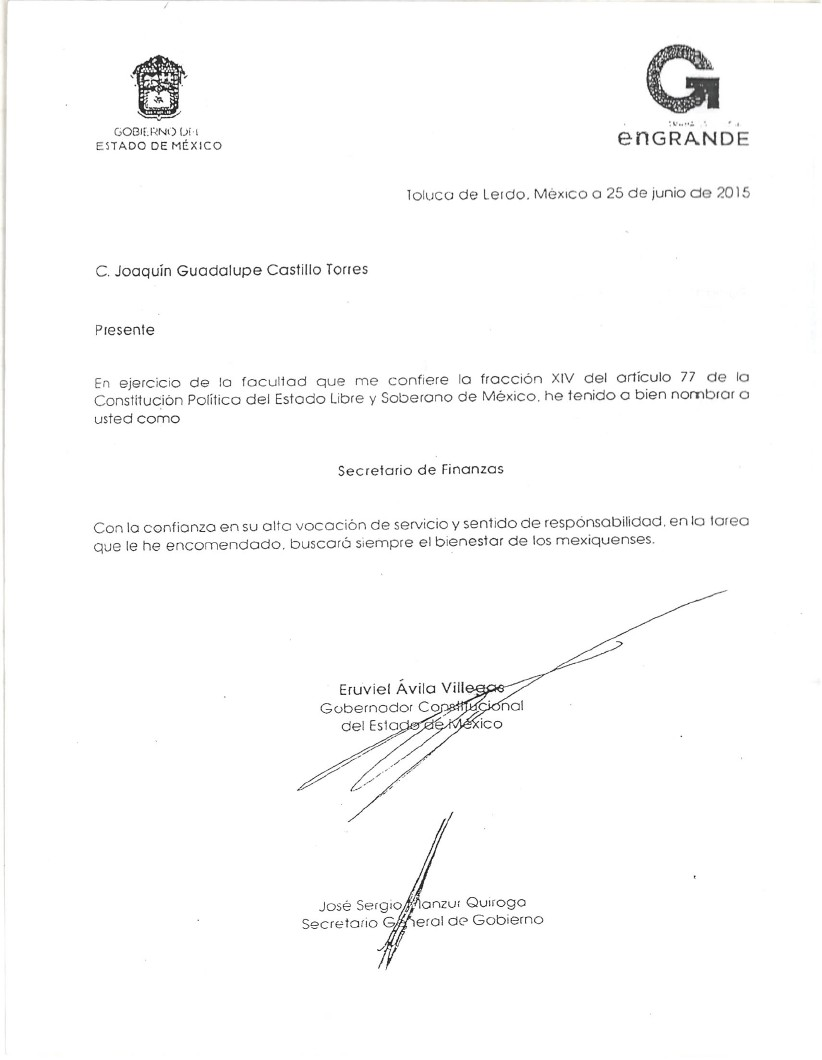 GOBIERNO DEL
ESTADO DE MÉXICO
enGRANDE
Toluca de Lerdo, México a 25 de junio de 2015
C. Joaquín Guadalupe Castillo Torres
Presente
En ejercicio de la facultad que me confiere la fracción XIV del artículo 77 de la
Constitución Política del Estado Libre y Soberano de México, he tenido a bien nombrar a
usted como
Secretario de Finanzas
Con la confianza en su alta vocación de servicio y sentido de responsabilidad, en la tarea
que le he encomendado, buscará siempre el bienestar de los mexiquenses.
Eruviel Ávila Villegas
Gobernador Constitucional
del Estado de México
José Sergio Manzur Quiroga
Secretario General de Gobierno